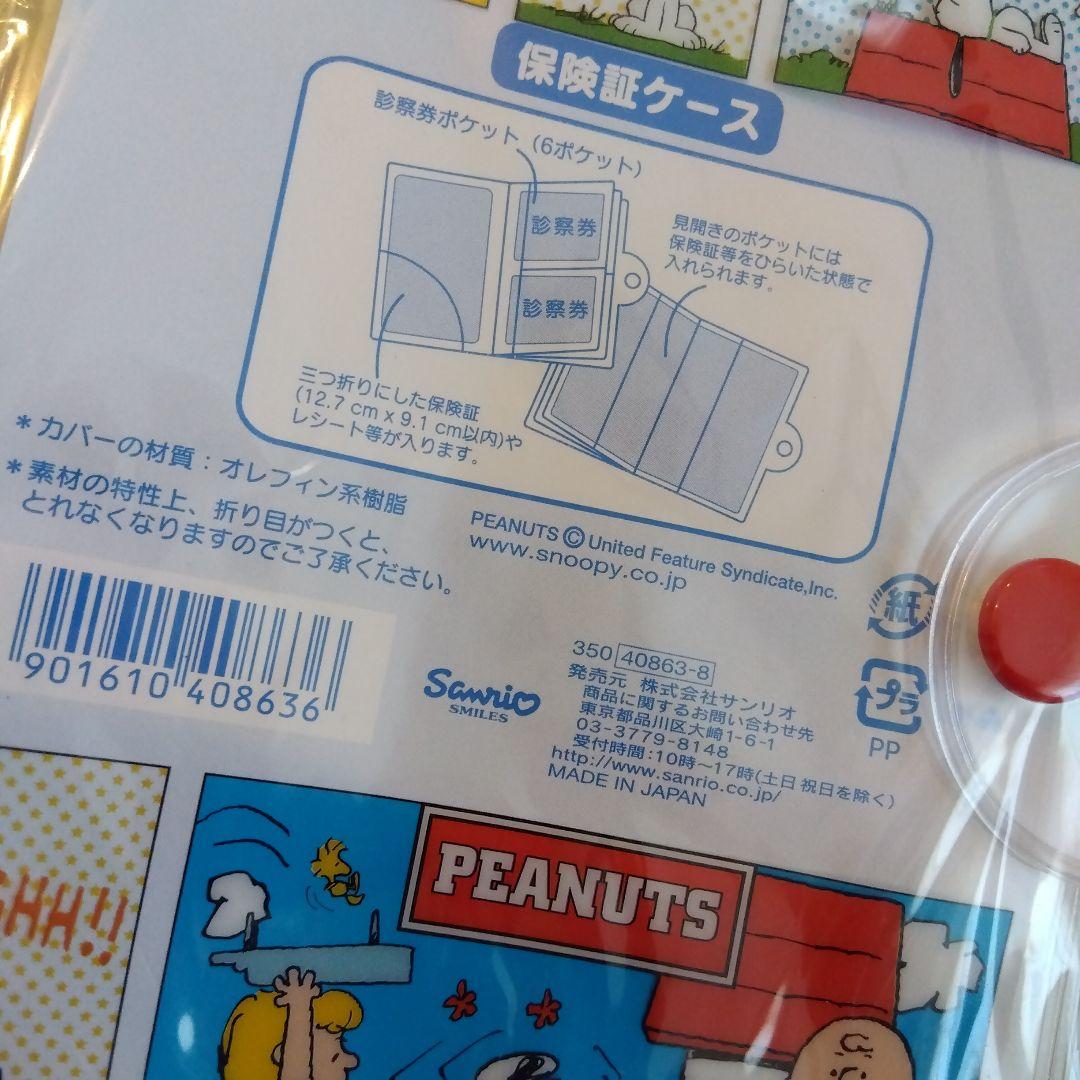 保険証ケース
診察券ポケット（6ポケット）
診察券
診察券
見開きのポケットには
保険証等をひらいた状態で
入れられます。
三つ折りにした保険証
(12.7 cm x 9.1 cm以内)や
レシート等が入ります。
＊カバーの材質：オレフィン系樹脂
＊素材の特性上、折り目がつくと、
とれなくなりますのでご了承ください。
PEANUTS © United Feature Syndicate,Inc.
www.snoopy.co.jp
901610 408636
Sanrio
SMILES
350 40863-8
発売元 株式会社サンリオ
商品に関するお問い合わせ先
東京都品川区大崎1-6-1
03-3779-8148
受付時間:10時〜17時(土日 祝日を除く)
http://www.sanrio.co.jp/
MADE IN JAPAN
紙
プラ
PP
PEANUTS